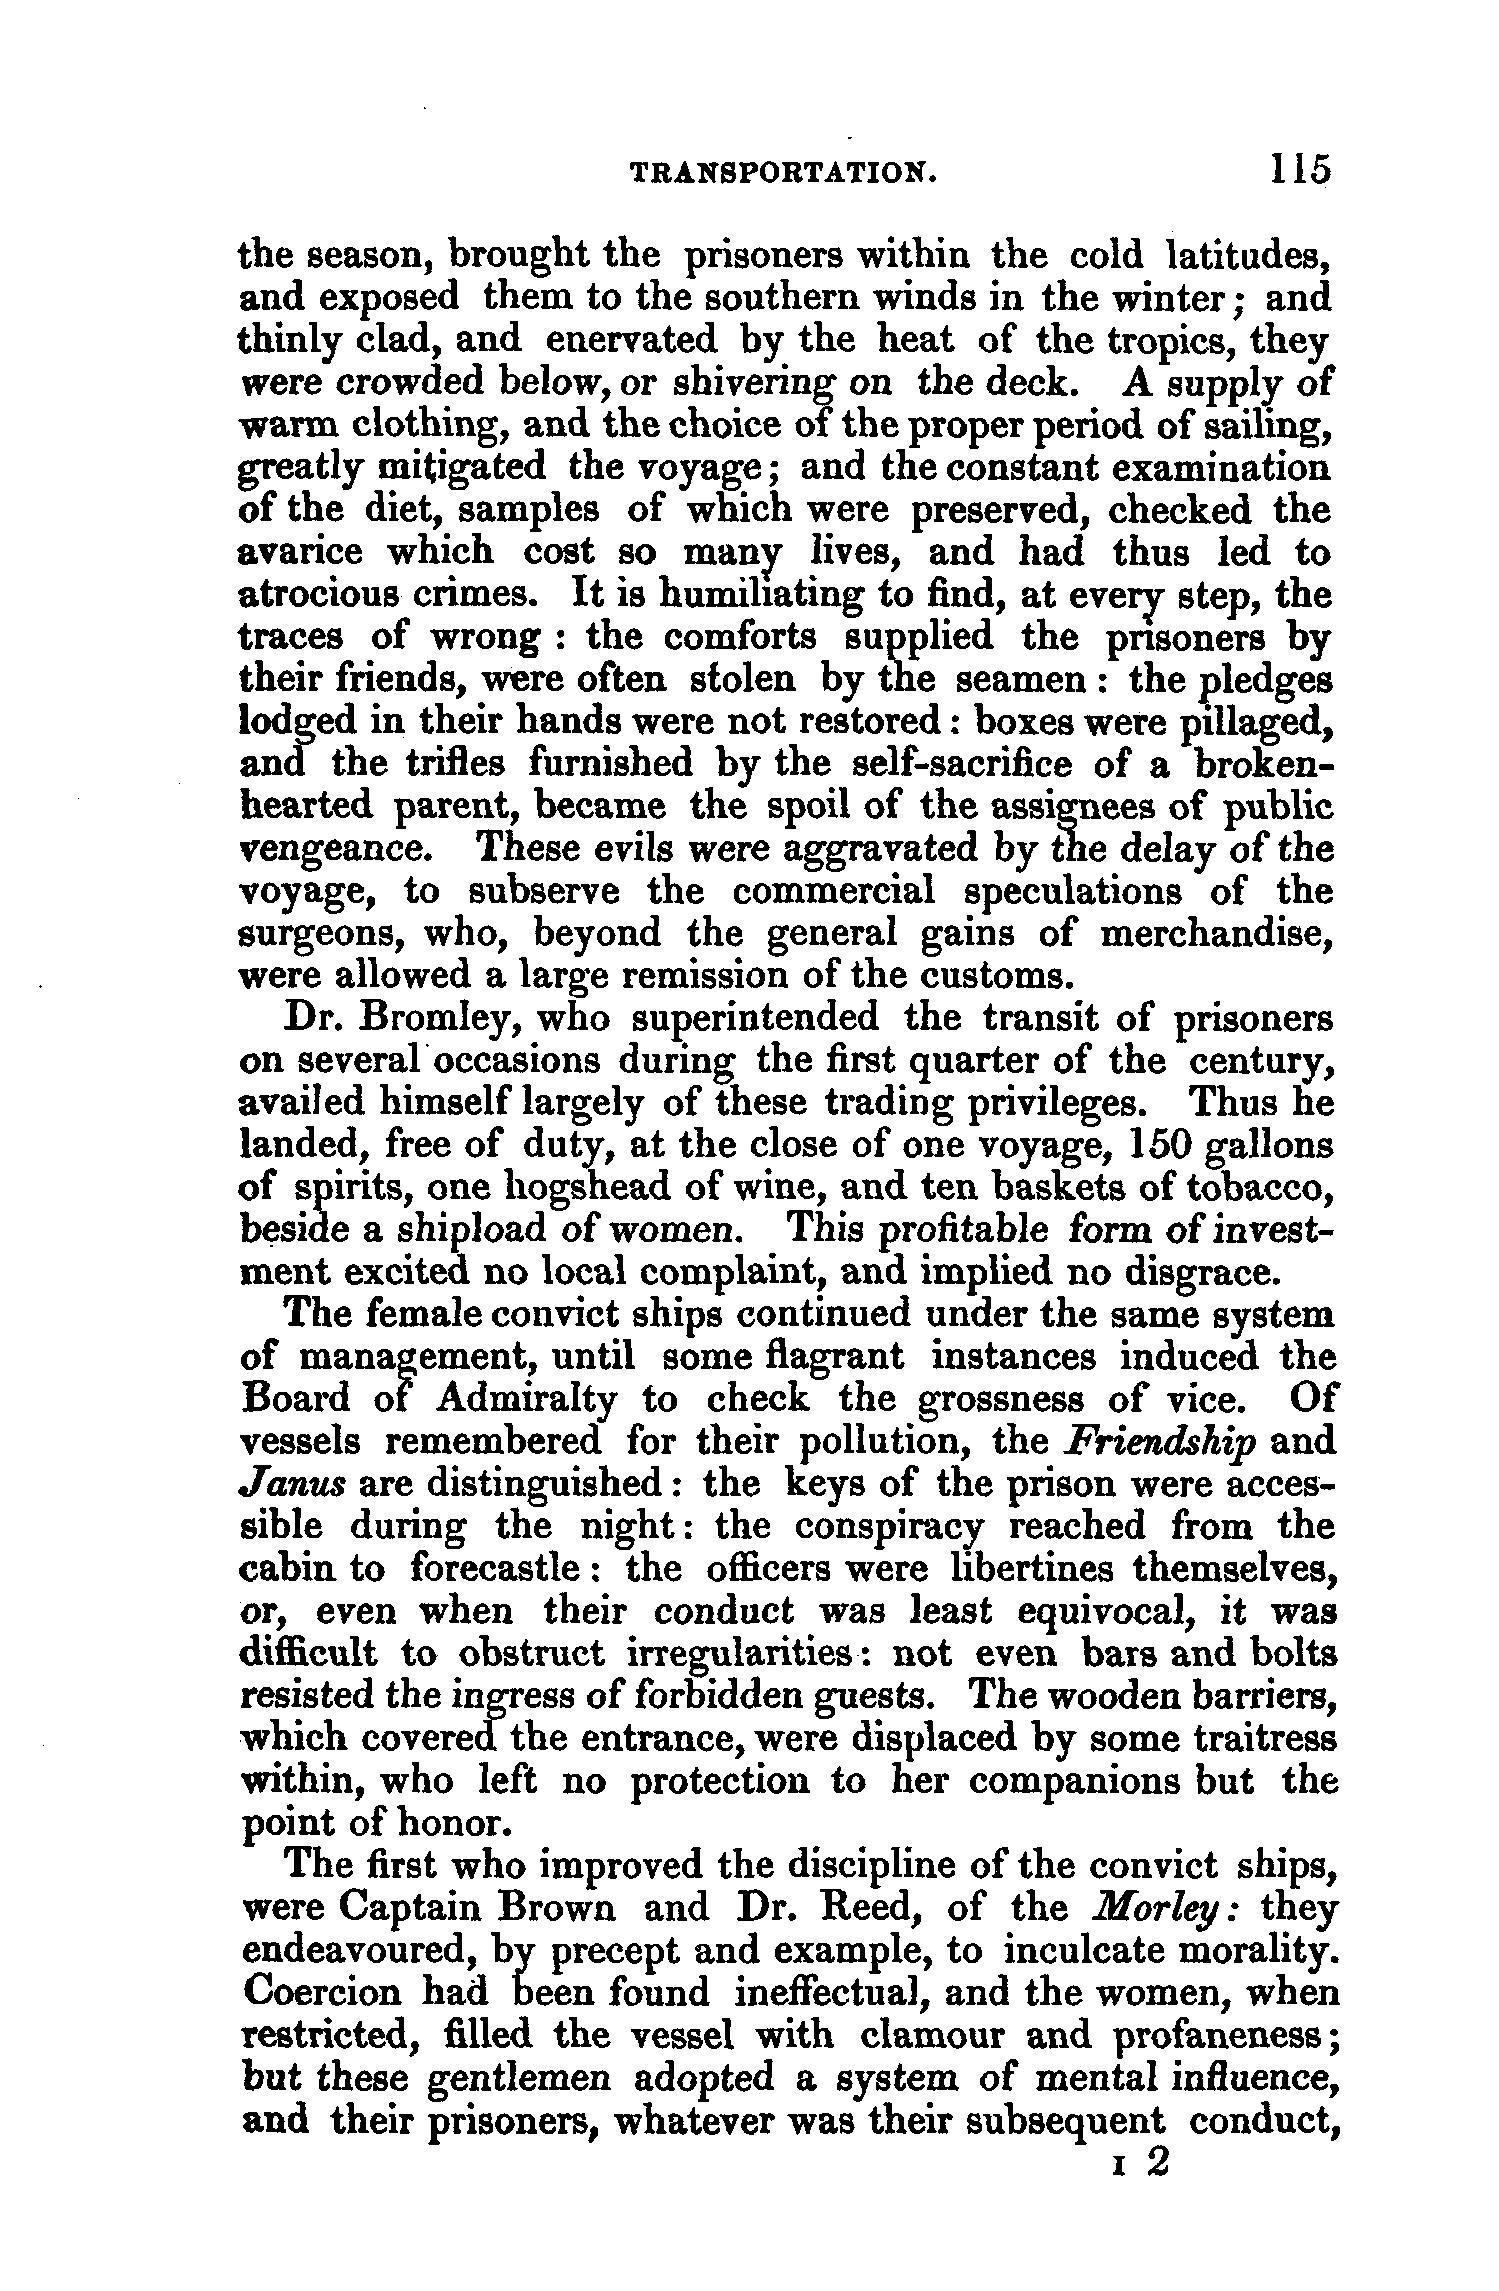 TRANSPORTATION. 115
the season, brought the prisoners within the cold latitudes,
and exposed them to the southern winds in the winter; and
thinly clad, and enervated by the heat of the tropics, they
were crowded below, or shivering on the deck. A supply of
warm clothing, and the choice of the proper period of sailing,
greatly mitigated the voyage; and the constant examination
of the diet, samples of which were preserved, checked the
avarice which cost so many lives, and had thus led to
atrocious crimes. It is humiliating to find, at every step, the
traces of wrong : the comforts supplied the prisoners by
their friends, were often stolen by the seamen : the pledges
lodged in their hands were not restored : boxes were pillaged,
and the trifles furnished by the self-sacrifice of a broken-
hearted parent, became the spoil of the assignees of public
vengeance. These evils were aggravated by the delay of the
voyage, to subserve the commercial speculations of the
surgeons, who, beyond the general gains of merchandise,
were allowed a large remission of the customs.
Dr. Bromley, who superintended the transit of prisoners
on several occasions during the first quarter of the century,
availed himself largely of these trading privileges. Thus he
landed, free of duty, at the close of one voyage, 150 gallons
of spirits, one hogshead of wine, and ten baskets of tobacco,
beside a shipload of women. This profitable form of invest-
ment excited no local complaint, and implied no disgrace.
The female convict ships continued under the same system
of management, until some flagrant instances induced the
Board of Admiralty to check the grossness of vice. Of
vessels remembered for their pollution, the Friendship and
Janus are distinguished : the keys of the prison were acces-
sible during the night : the conspiracy reached from the
cabin to forecastle : the officers were libertines themselves,
or, even when their conduct was least equivocal, it was
difficult to obstruct irregularities : not even bars and bolts
resisted the ingress of forbidden guests. The wooden barriers,
which covered the entrance, were displaced by some traitress
within, who left no protection to her companions but the
point of honor.
The first who improved the discipline of the convict ships,
were Captain Brown and Dr. Reed, of the Morley : they
endeavoured, by precept and example, to inculcate morality.
Coercion had been found ineffectual, and the women, when
restricted, filled the vessel with clamour and profaneness;
but these gentlemen adopted a system of mental influence,
and their prisoners, whatever was their subsequent conduct,
I 2